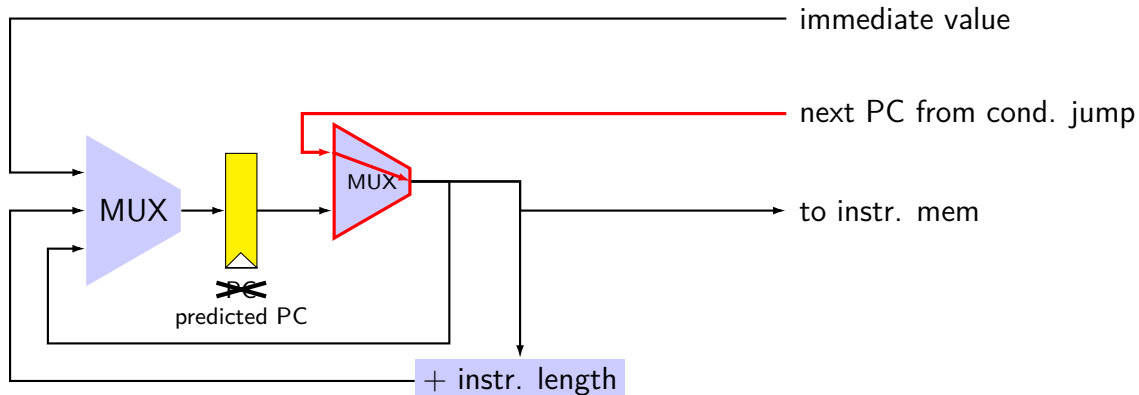 immediate value
next PC from cond. jump
MUX
MUX
to instr. mem
PC
predicted PC
+ instr. length